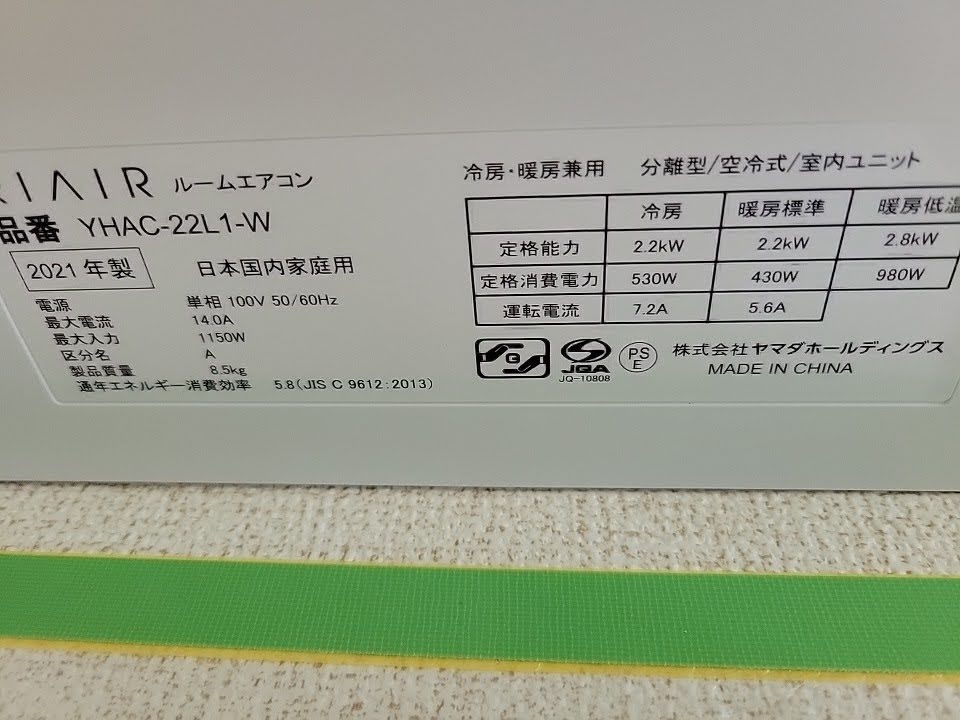 IAIR ルームエアコン
品番 YHAC-22L1-W
2021年製 日本国内家庭用
電源 単相 100V 50/60Hz
最大電流 14.0A
最大入力 1150W
区分名 A
製品質量 8.5kg
通年エネルギー消費効率 5.8(JIS C 9612:2013)
冷房・暖房兼用 分離型/空冷式/室内ユニット
冷房 暖房標準 暖房低温
定格能力 2.2kW 2.2kW 2.8kW
定格消費電力 530W 430W 980W
運転電流 7.2A 5.6A
G JQA JQ-10808 PS E
株式会社ヤマダホールディングス
MADE IN CHINA